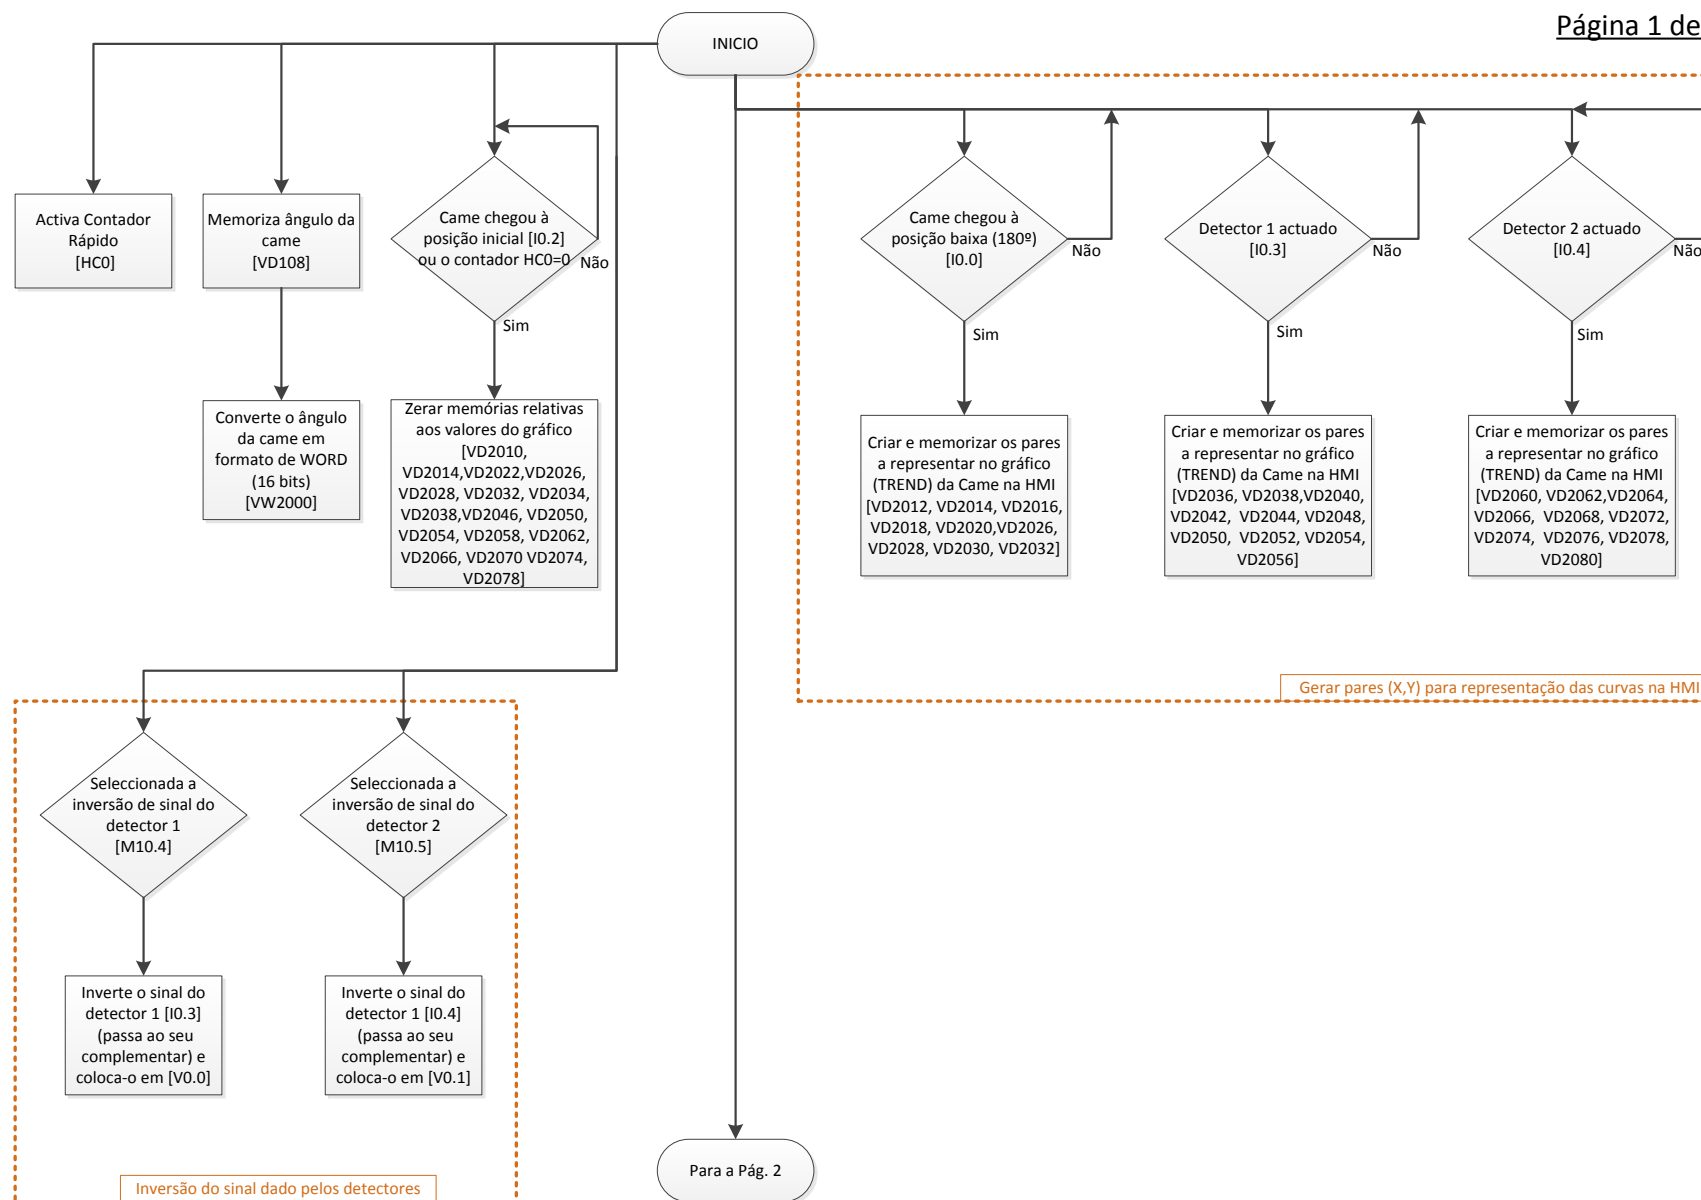 Página 1 de
INICIO
Activa Contador
Rápido
[HC0]
Memoriza ângulo da
came
[VD108]
Came chegou à
posição inicial [I0.2]
ou o contador HC0=0
Não
Sim
Came chegou à
posição baixa (180º)
[I0.0]
Não
Sim
Detector 1 actuado
[I0.3]
Não
Sim
Detector 2 actuado
[I0.4]
Não
Sim
Converte o ângulo
da came em
formato de WORD
(16 bits)
[VW2000]
Zerar memórias relativas
aos valores do gráfico
[VD2010,
VD2014,VD2022,VD2026,
VD2028, VD2032, VD2034,
VD2038,VD2046, VD2050,
VD2054, VD2058, VD2062,
VD2066, VD2070 VD2074,
VD2078]
Criar e memorizar os pares
a representar no gráfico
(TREND) da Came na HMI
[VD2012, VD2014, VD2016,
VD2018, VD2020,VD2026,
VD2028, VD2030, VD2032]
Criar e memorizar os pares
a representar no gráfico
(TREND) da Came na HMI
[VD2036, VD2038,VD2040,
VD2042, VD2044, VD2048,
VD2050, VD2052, VD2054,
VD2056]
Criar e memorizar os pares
a representar no gráfico
(TREND) da Came na HMI
[VD2060, VD2062,VD2064,
VD2066, VD2068, VD2072,
VD2074, VD2076, VD2078,
VD2080]
Gerar pares (X,Y) para representação das curvas na HMI
Seleccionada a
inversão de sinal do
detector 1
[M10.4]
Seleccionada a
inversão de sinal do
detector 2
[M10.5]
Inverte o sinal do
detector 1 [I0.3]
(passa ao seu
complementar) e
coloca-o em [V0.0]
Inverte o sinal do
detector 1 [I0.4]
(passa ao seu
complementar) e
coloca-o em [V0.1]
Para a Pág. 2
Inversão do sinal dado pelos detectores